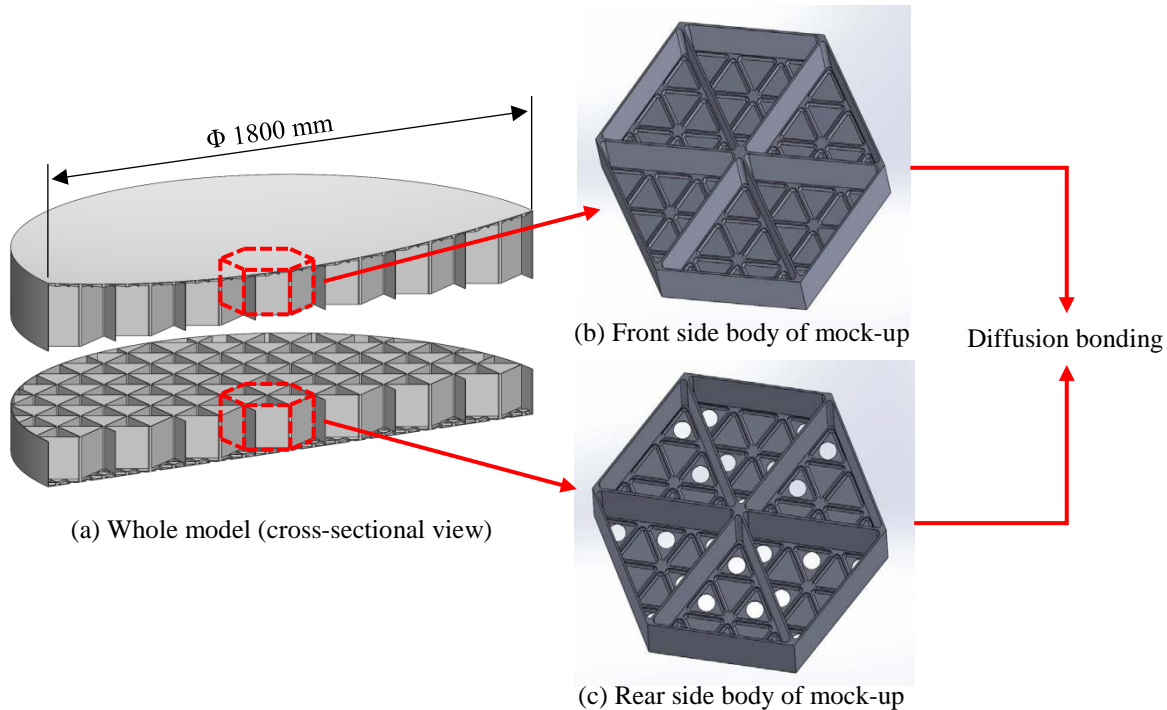 Φ 1800 mm
(b) Front side body of mock-up
Diffusion bonding
(a) Whole model (cross-sectional view)
(c) Rear side body of mock-up